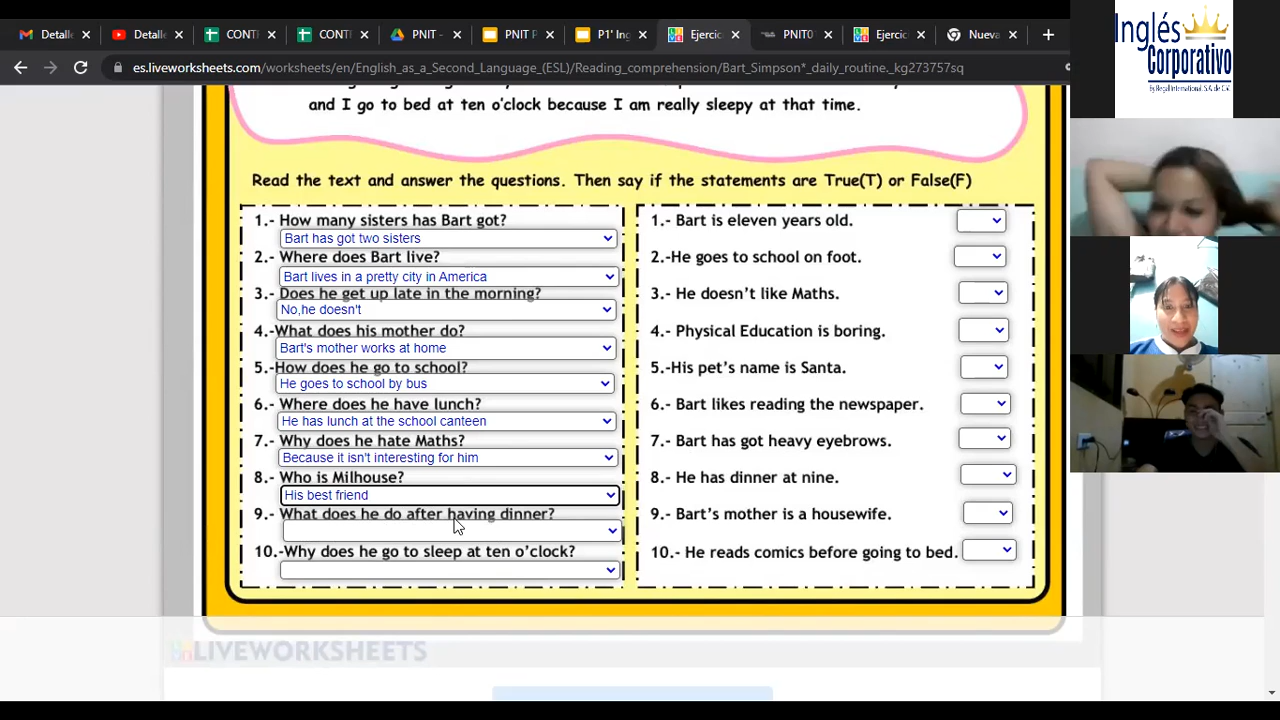 Detalle
Detalle
CONTI
CONTI
PNIT -
PNIT P
P1' Ing
Ejercic
PNIT0
Ejercic
Nueva
es.liveworksheets.com/worksheets/en/English_as_a_Second_Language_(ESL)/Reading_comprehension/Bart_Simpson*_daily_routine._kg273757sq
Inglés
Corporativo
By Regal International, S.A. de C.V.
and I go to bed at ten o'clock because I am really sleepy at that time.
Read the text and answer the questions. Then say if the statements are True(T) or False(F)
1.- How many sisters has Bart got?
Bart has got two sisters
2.- Where does Bart live?
Bart lives in a pretty city in America
3.- Does he get up late in the morning?
No,he doesn't
4.-What does his mother do?
Bart's mother works at home
5.-How does he go to school?
He goes to school by bus
6.- Where does he have lunch?
He has lunch at the school canteen
7.- Why does he hate Maths?
Because it isn't interesting for him
8.- Who is Milhouse?
His best friend
9.- What does he do after having dinner?
10.-Why does he go to sleep at ten o'clock?
1.- Bart is eleven years old.
2.-He goes to school on foot.
3.- He doesn't like Maths.
4.- Physical Education is boring.
5.-His pet's name is Santa.
6.- Bart likes reading the newspaper.
7.- Bart has got heavy eyebrows.
8.- He has dinner at nine.
9.- Bart's mother is a housewife.
10.- He reads comics before going to bed.
LIVEWORKSHEETS